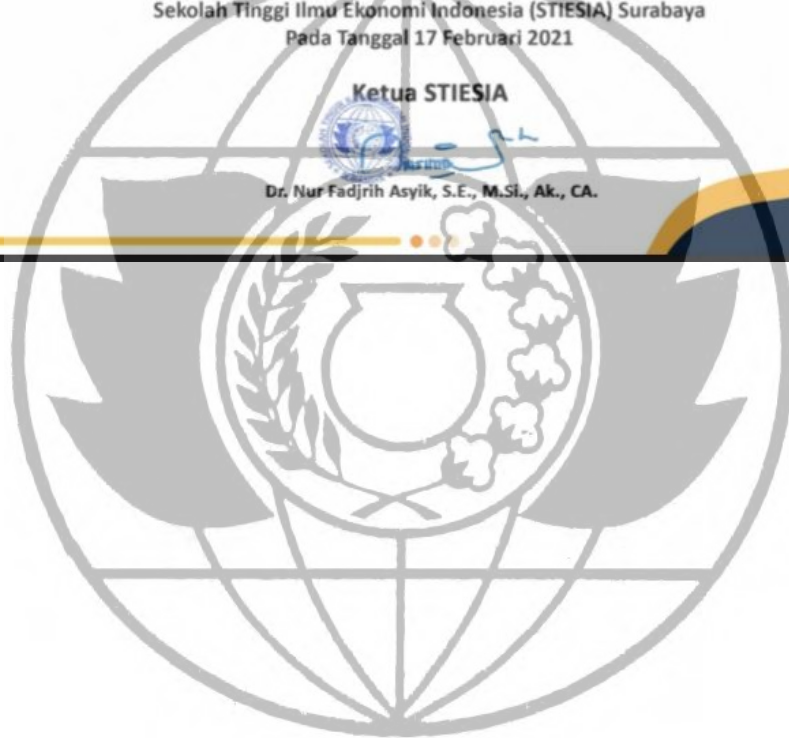 Sekolah Tinggi Ilmu Ekonomi Indonesia (STIESIA) Surabaya
Pada Tanggal 17 Februari 2021
Ketua STIESIA
Dr. Nur Fadjrih Asyik, S.E., M.Si., Ak., CA.